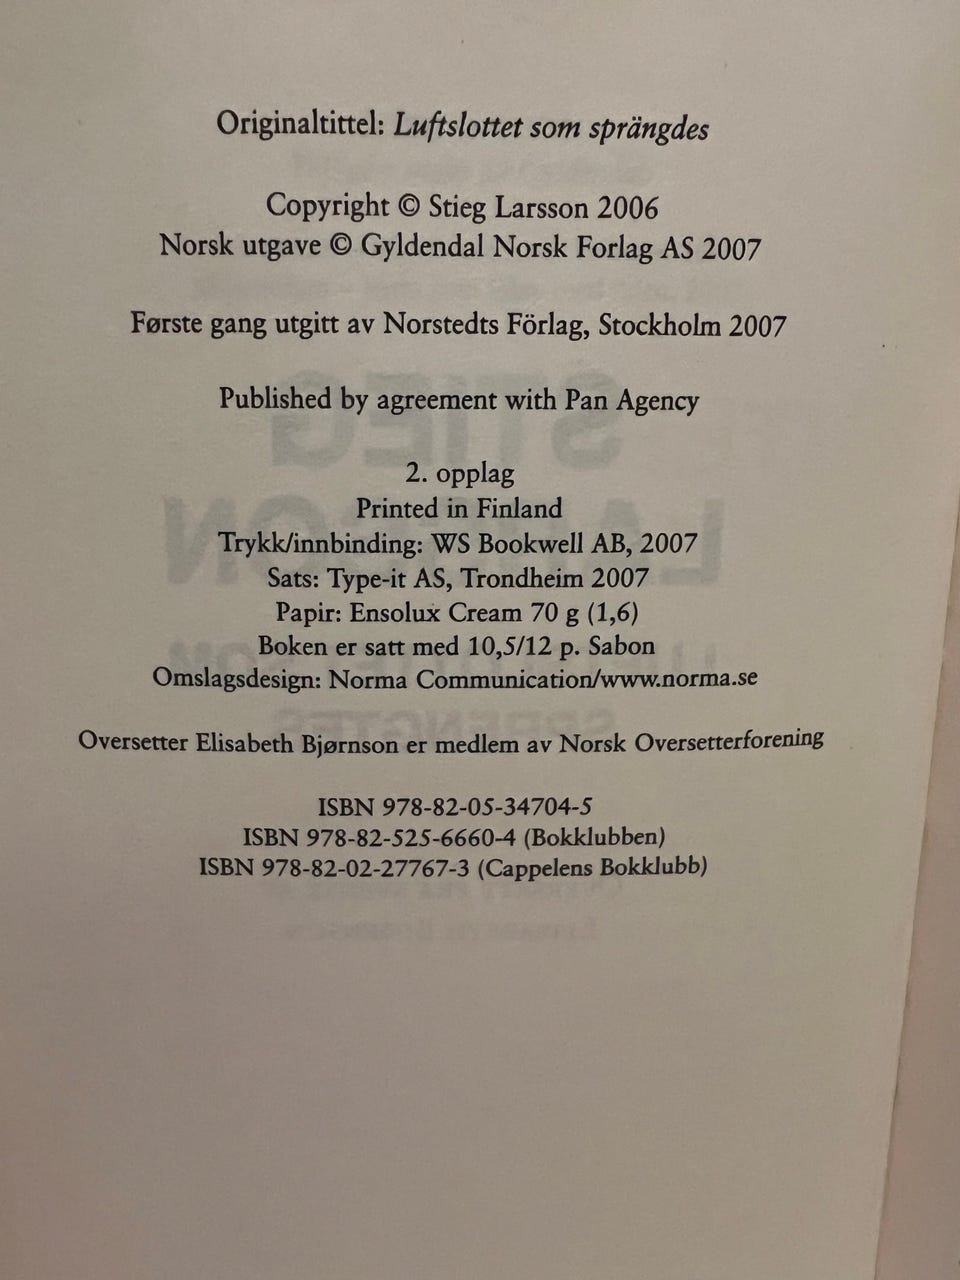 Originaltittel: Luftslottet som sprängdes
Copyright © Stieg Larsson 2006
Norsk utgave © Gyldendal Norsk Forlag AS 2007
Første gang utgitt av Norstedts Förlag, Stockholm 2007
Published by agreement with Pan Agency
2. opplag
Printed in Finland
Trykk/innbinding: WS Bookwell AB, 2007
Sats: Type-it AS, Trondheim 2007
Papir: Ensolux Cream 70 g (1,6)
Boken er satt med 10,5/12 p. Sabon
Omslagsdesign: Norma Communication/www.norma.se
Oversetter Elisabeth Bjørnson er medlem av Norsk Oversetterforening
ISBN 978-82-05-34704-5
ISBN 978-82-525-6660-4 (Bokklubben)
ISBN 978-82-02-27767-3 (Cappelens Bokklubb)